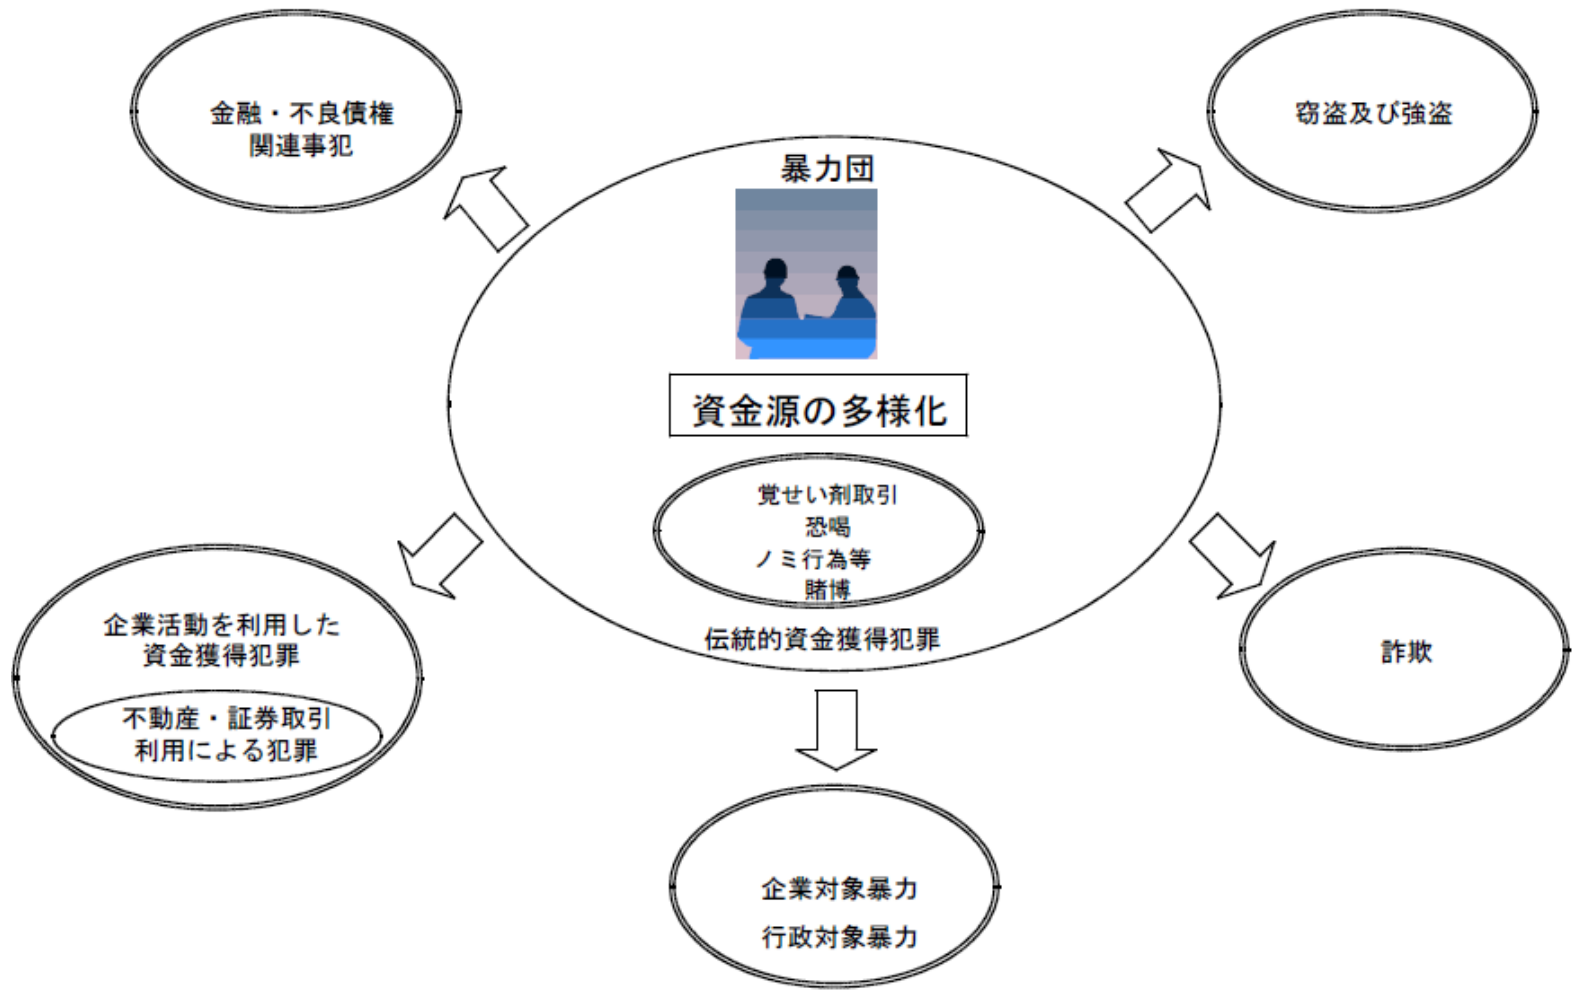 金融・不良債権
関連事犯
窃盗及び強盗
暴力団
資金源の多様化
覚せい剤取引
恐喝
ノミ行為等
賭博
伝統的資金獲得犯罪
企業活動を利用した
資金獲得犯罪
不動産・証券取引
利用による犯罪
詐欺
企業対象暴力
行政対象暴力